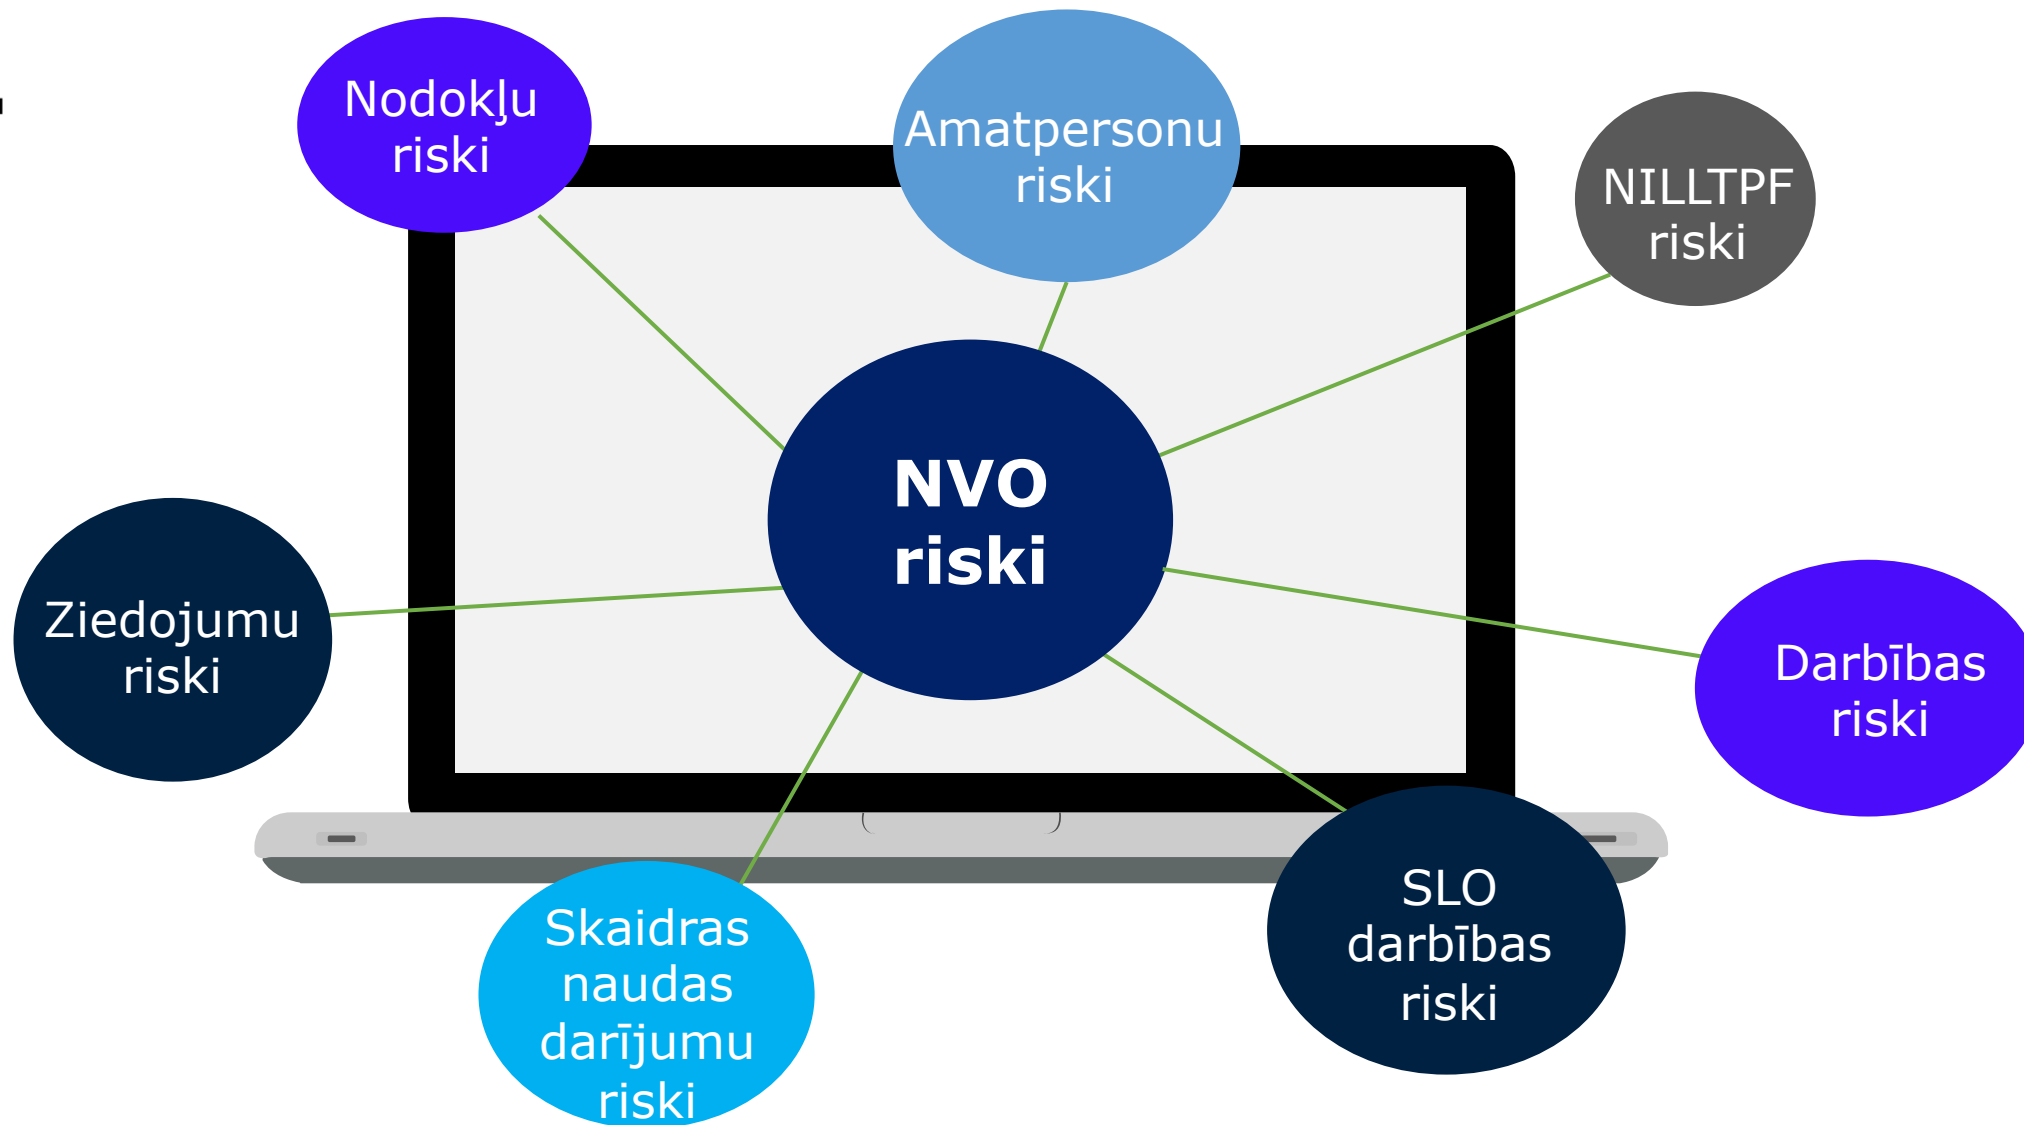 Nodokļu
riski
Amatpersonu
riski
NILLTPF
riski
NVO
riski
Ziedojumu
riski
Darbības
riski
SLO
darbības
riski
Skaidras
naudas
darījumu
riski